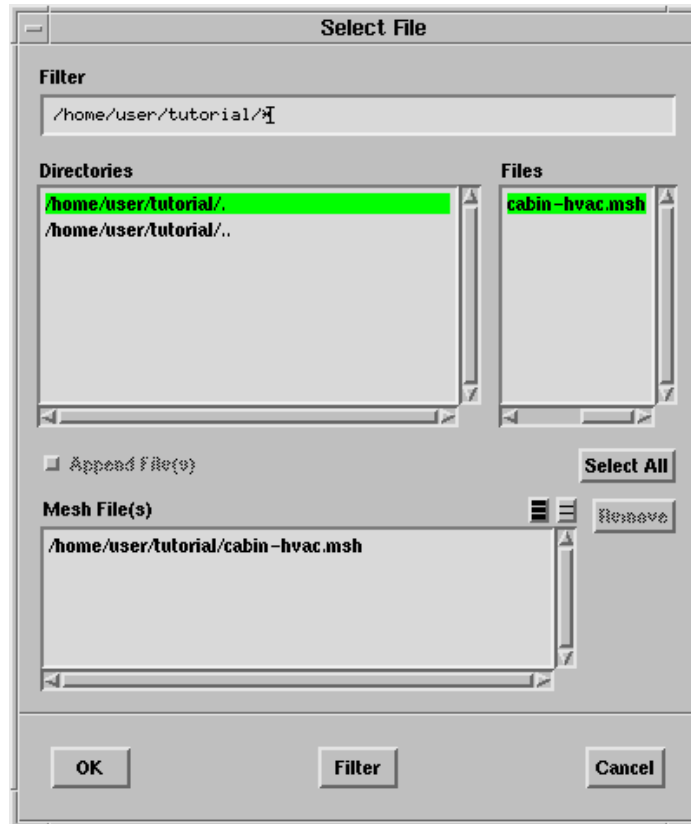 Select File
Filter
/home/user/tutorial/*
Directories
Files
/home/user/tutorial/.
cabin-hvac.msh
/home/user/tutorial/..
Append File(s)
Select All
Mesh File(s)
Remove
/home/user/tutorial/cabin-hvac.msh
OK
Filter
Cancel